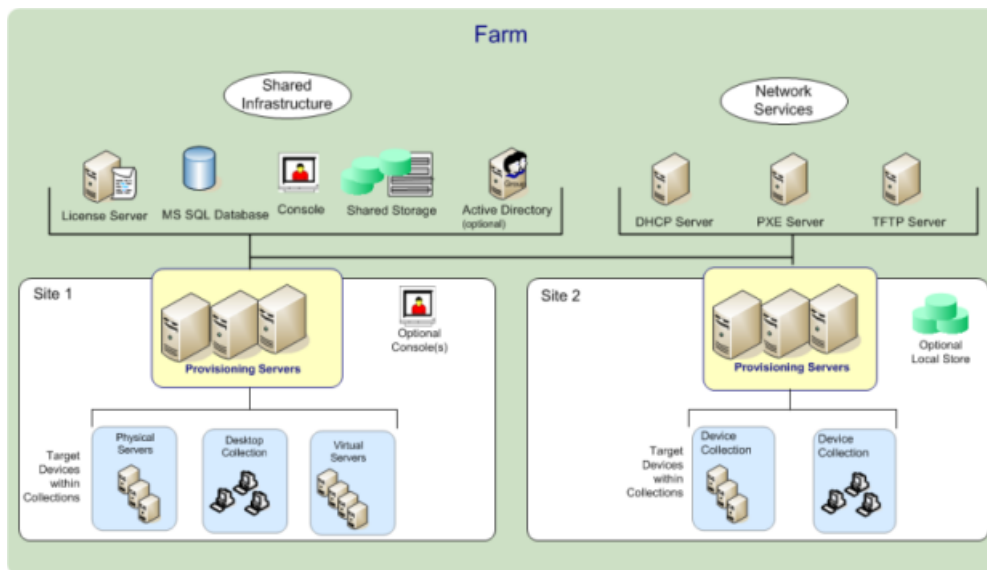 Farm
Shared
Infrastructure
Network
Services
License Server
MS SQL Database
Console
Shared Storage
Group
Active Directory
(optional)
DHCP Server
PXE Server
TFTP Server
Site 1
Provisioning Servers
Optional
Console(s)
Target
Devices
within
Collections
Physical
Servers
Desktop
Collection
Virtual
Servers
Site 2
Provisioning Servers
Optional
Local Store
Target
Devices
within
Collections
Device
Collection
Device
Collection